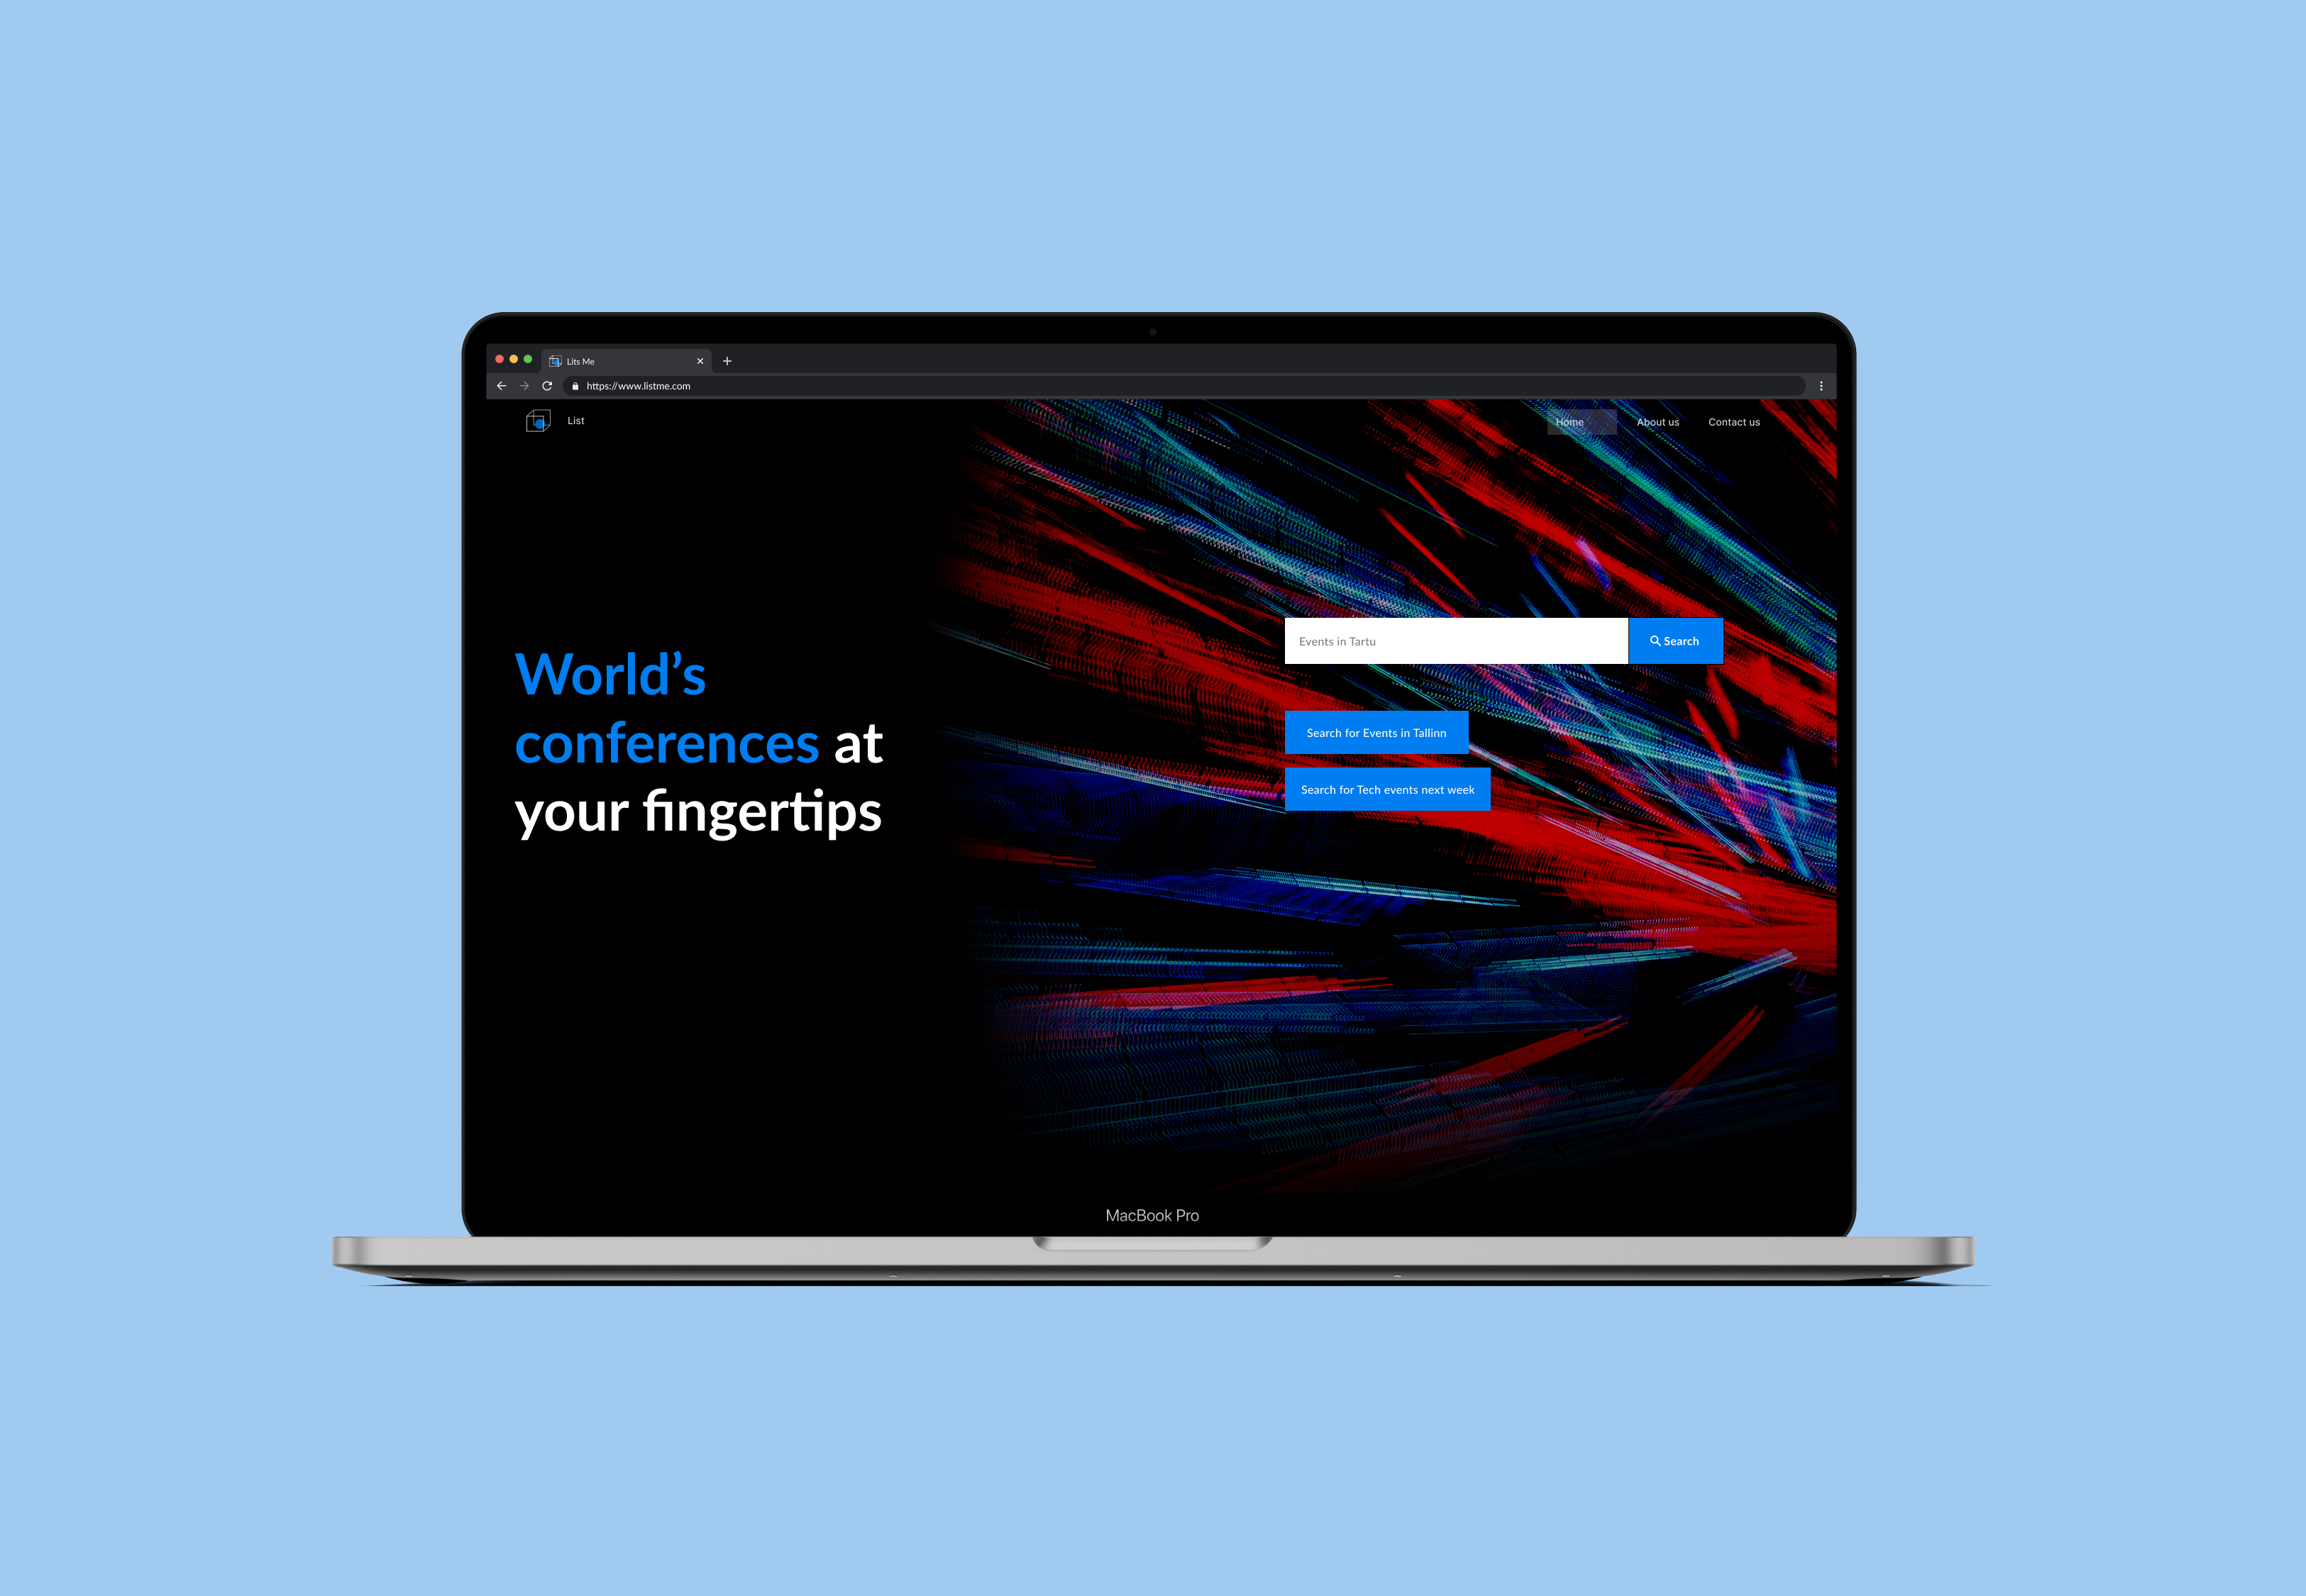 Lits Me
https://www.listme.com
List
Home
About us
Contact us
World’s
conferences at
your fingertips
Events in Tartu
Search
Search for Events in Tallinn
Search for Tech events next week
MacBook Pro